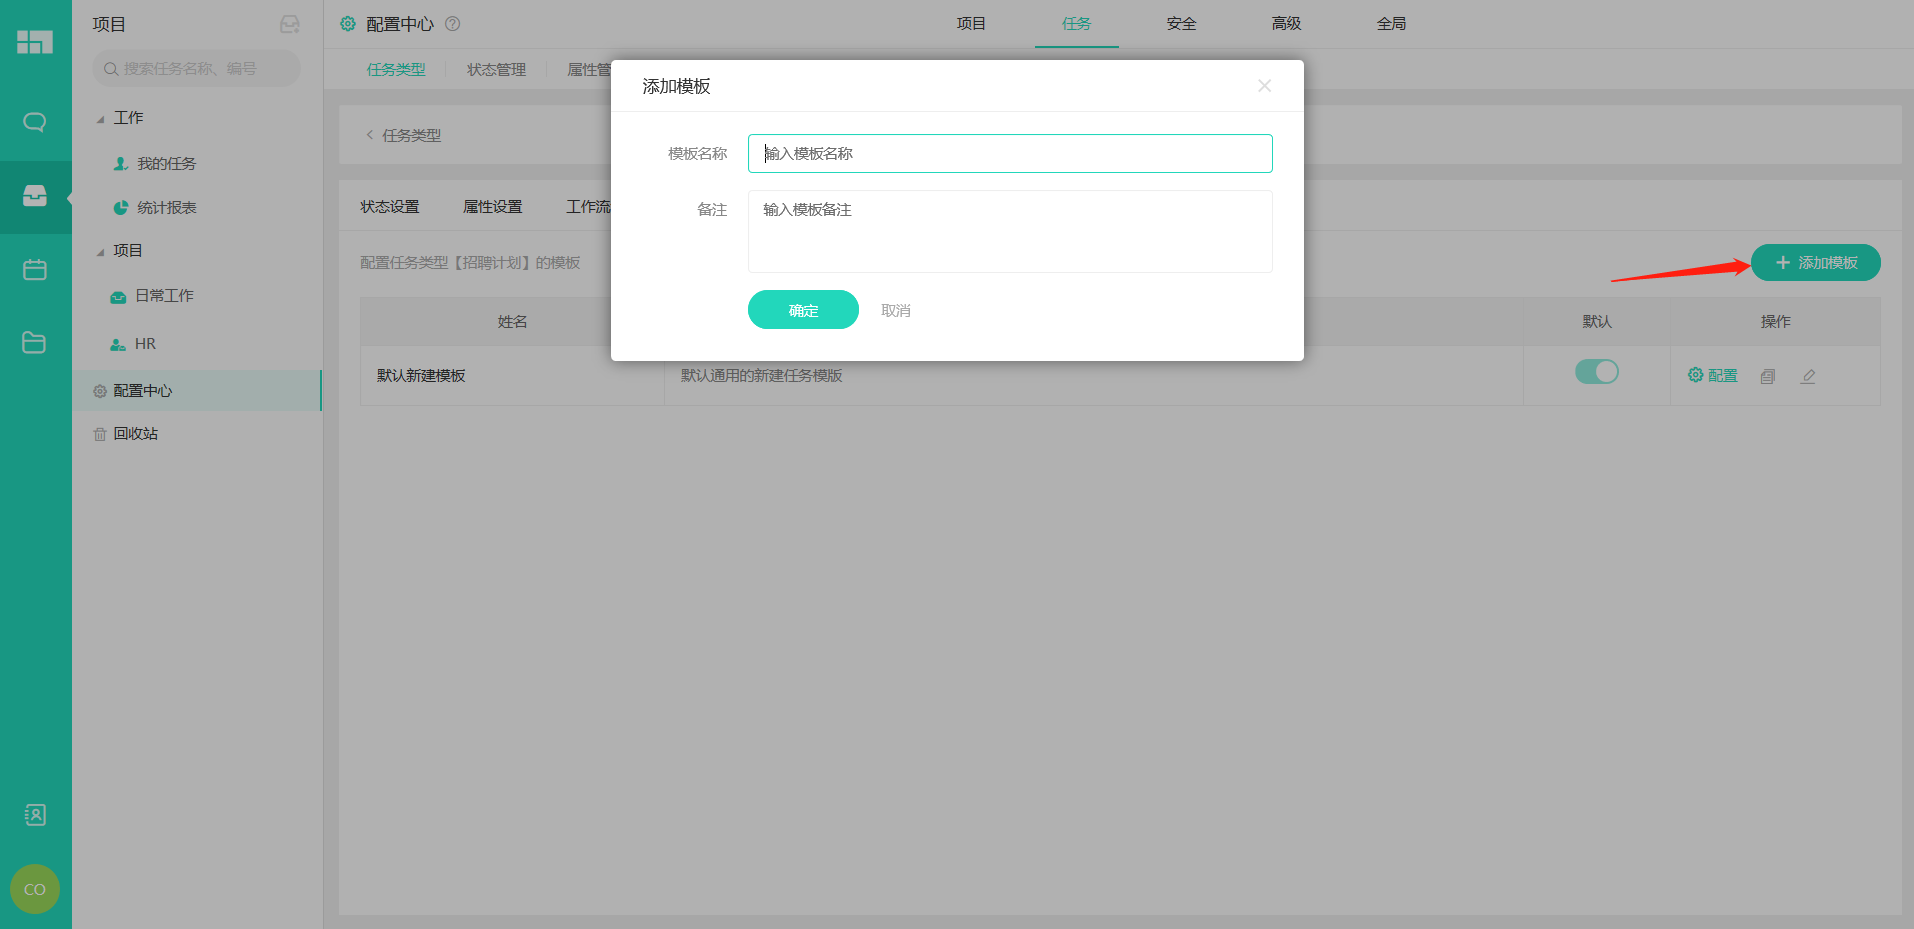 项目
搜索任务名称、编号
工作
我的任务
统计报表
项目
日常工作
HR
配置中心
回收站
CO
配置中心
项目 任务 安全 高级 全局
任务类型 状态管理 属性管
任务类型
状态设置 属性设置 工作流
配置任务类型【招聘计划】的模板
添加模板
姓名 默认 操作
默认新建模板 默认通用的新建任务模版 配置
添加模板
模板名称 输入模板名称
备注 输入模板备注
确定 取消